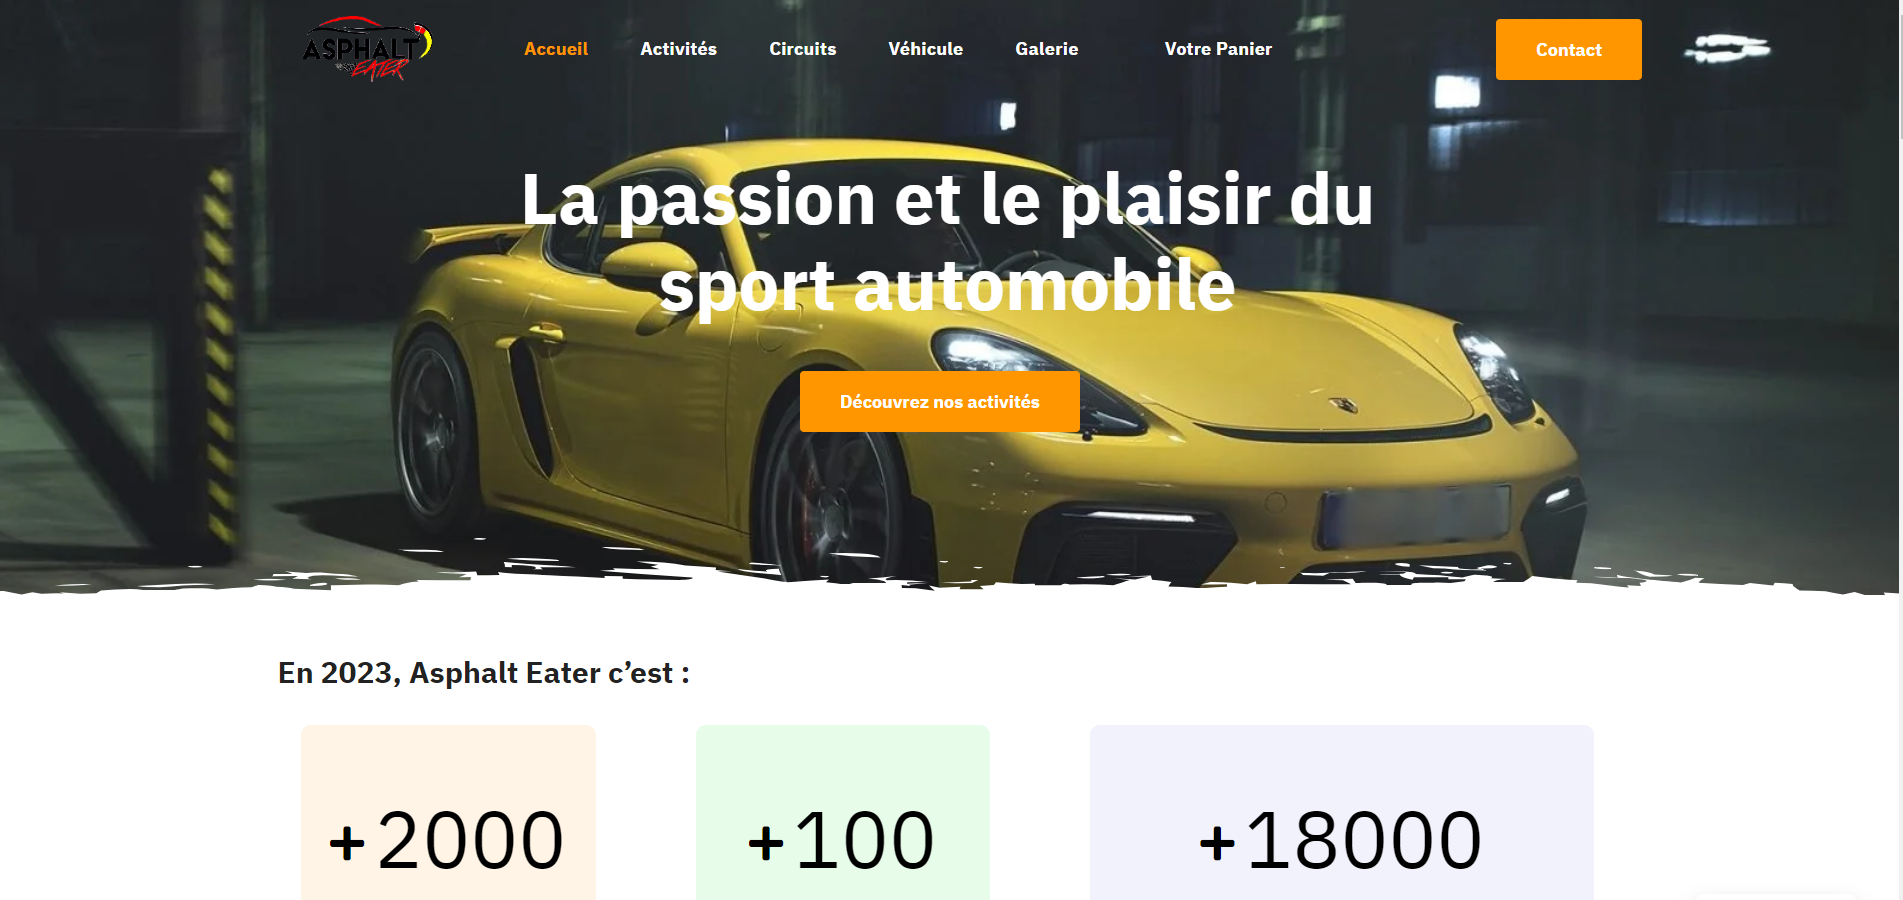 ASPHALT
EATER
Accueil
Activités
Circuits
Véhicule
Galerie
Votre Panier
Contact
La passion et le plaisir du
sport automobile
Découvrez nos activités
En 2023, Asphalt Eater c’est :
+2000
+100
+18000